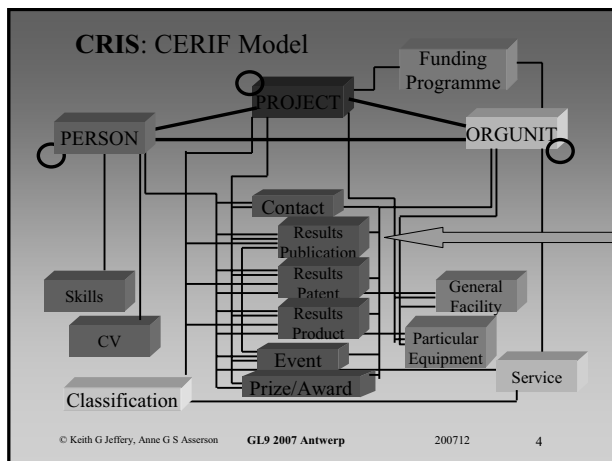 CRIS: CERIF Model
Funding
Programme
PROJECT
PERSON
ORGUNIT
Contact
Results
Publication
Results
Patent
Results
Product
Event
Prize/Award
Skills
CV
Classification
General
Facility
Particular
Equipment
Service
© Keith G Jeffery, Anne G S Asserson GL9 2007 Antwerp 200712 4